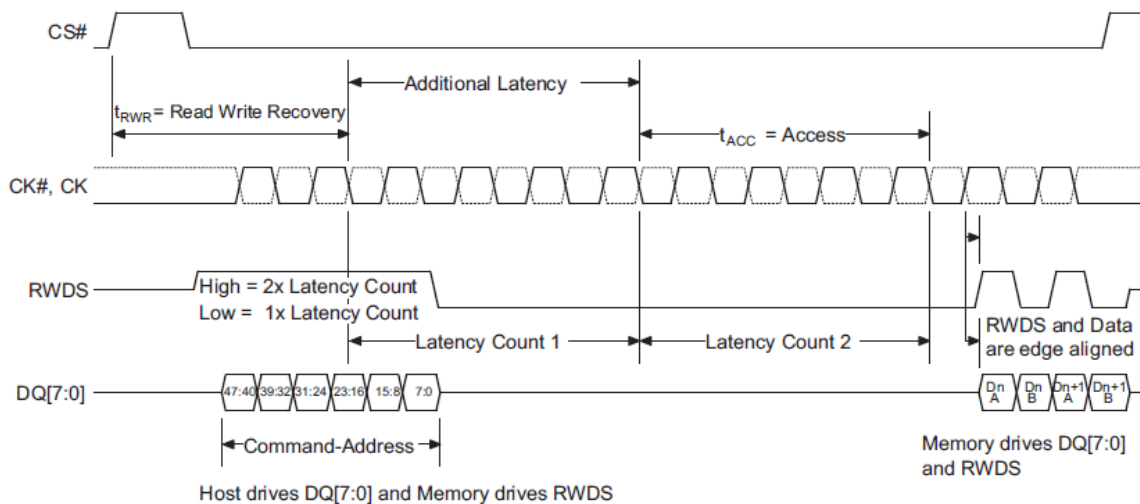 CS#
Additional Latency
tRWR= Read Write Recovery
tACC = Access
CK#, CK
RWDS
High = 2x Latency Count
Low = 1x Latency Count
RWDS and Data
are edge aligned
Latency Count 1
Latency Count 2
DQ[7:0]
47:40 39:32 31:24 23:16 15:8 7:0
Dn Dn Dn+1 Dn+1
A B A B
Command-Address
Memory drives DQ[7:0]
and RWDS
Host drives DQ[7:0] and Memory drives RWDS